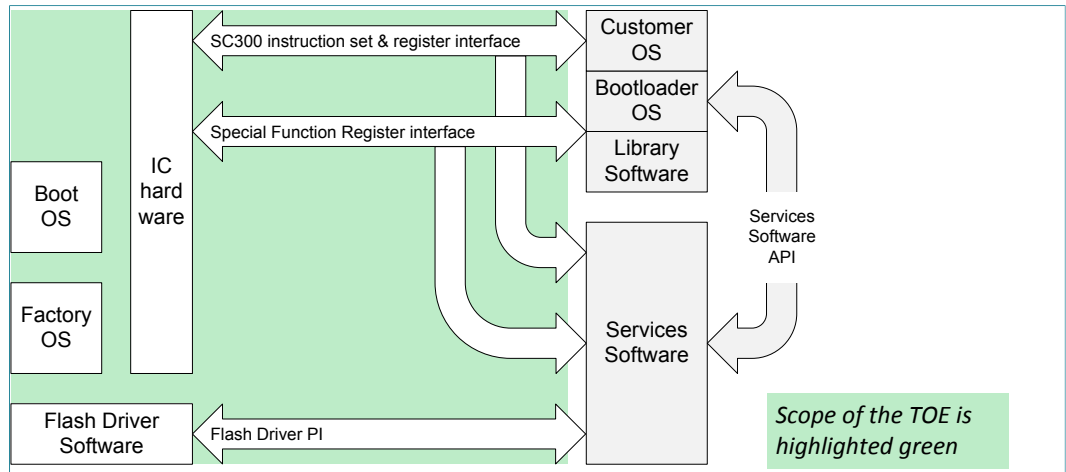 SC300 instruction set & register interface
Customer
OS
Bootloader
OS
Special Function Register interface
Library
Software
IC
hard
ware
Boot
OS
Services
Software
API
Factory
OS
Services
Software
Flash Driver
Software
Flash Driver PI
Scope of the TOE is
highlighted green